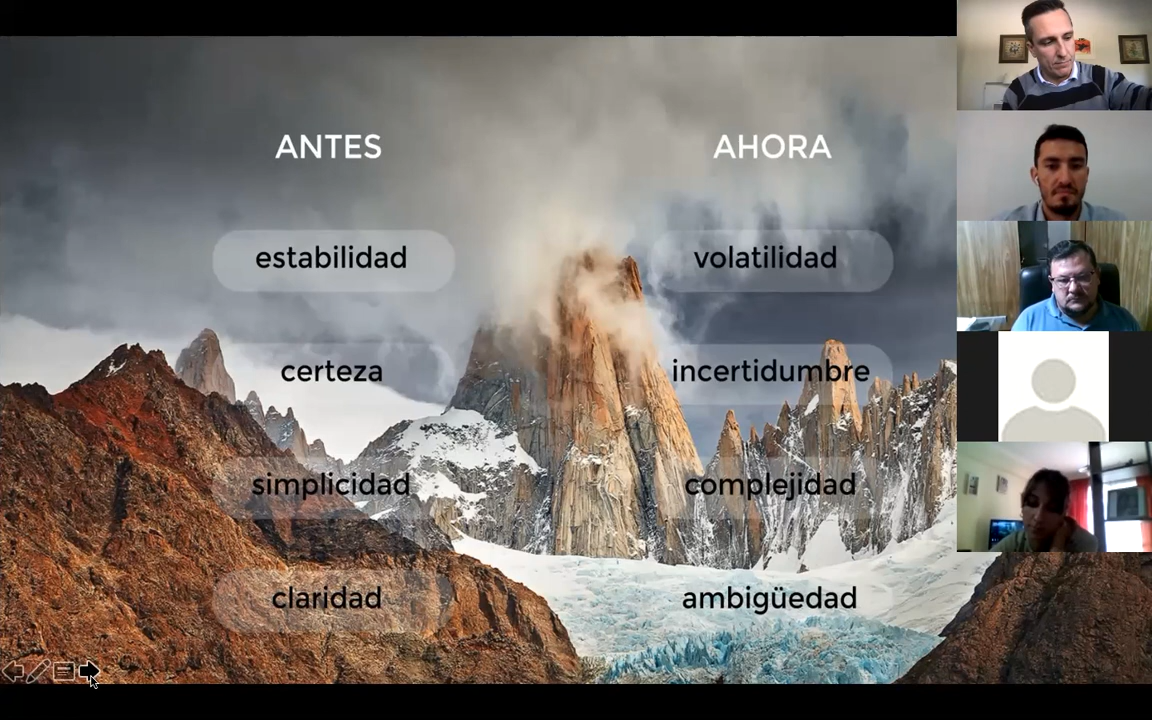 ANTES
AHORA
estabilidad
volatilidad
certeza
incertidumbre
simplicidad
complejidad
claridad
ambigüedad